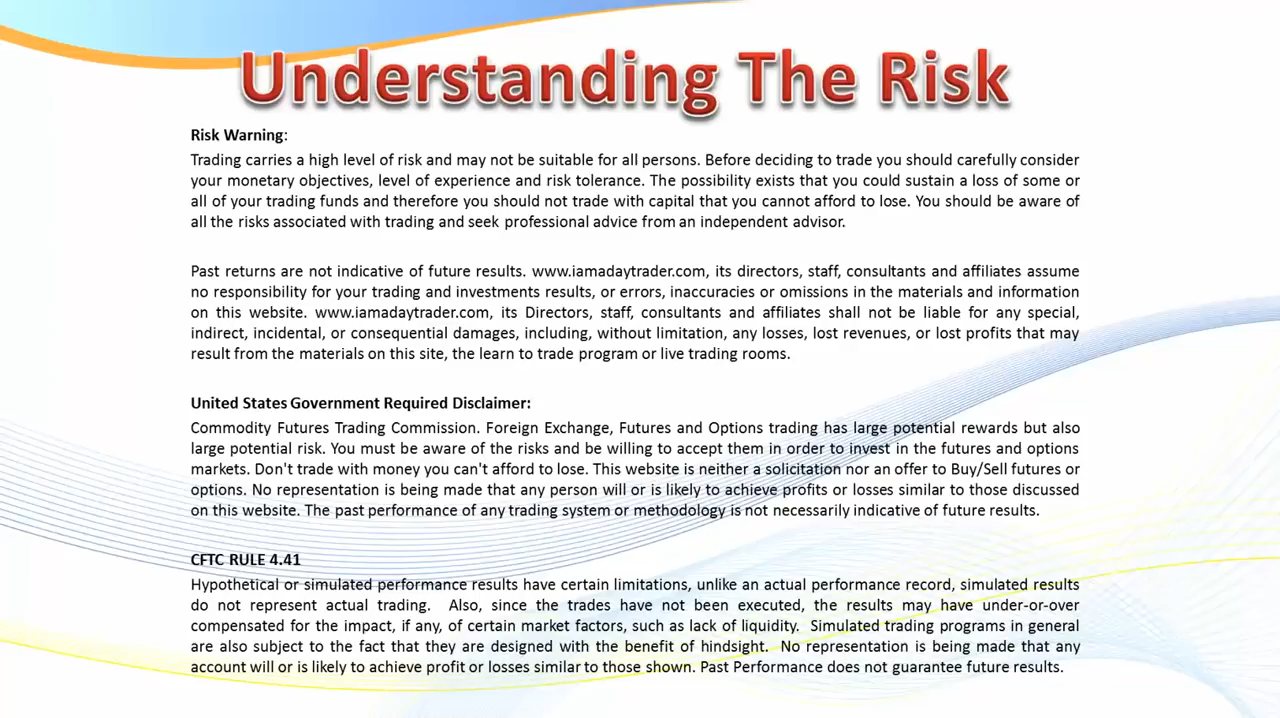 Understanding The Risk
Risk Warning:
Trading carries a high level of risk and may not be suitable for all persons. Before deciding to trade you should carefully consider
your monetary objectives, level of experience and risk tolerance. The possibility exists that you could sustain a loss of some or
all of your trading funds and therefore you should not trade with capital that you cannot afford to lose. You should be aware of
all the risks associated with trading and seek professional advice from an independent advisor.
Past returns are not indicative of future results. www.iamadaytrader.com, its directors, staff, consultants and affiliates assume
no responsibility for your trading and investments results, or errors, inaccuracies or omissions in the materials and information
on this website. www.iamadaytrader.com, its Directors, staff, consultants and affiliates shall not be liable for any special,
indirect, incidental, or consequential damages, including, without limitation, any losses, lost revenues, or lost profits that may
result from the materials on this site, the learn to trade program or live trading rooms.
United States Government Required Disclaimer:
Commodity Futures Trading Commission. Foreign Exchange, Futures and Options trading has large potential rewards but also
large potential risk. You must be aware of the risks and be willing to accept them in order to invest in the futures and options
markets. Don't trade with money you can't afford to lose. This website is neither a solicitation nor an offer to Buy/Sell futures or
options. No representation is being made that any person will or is likely to achieve profits or losses similar to those discussed
on this website. The past performance of any trading system or methodology is not necessarily indicative of future results.
CFTC RULE 4.41
Hypothetical or simulated performance results have certain limitations, unlike an actual performance record, simulated results
do not represent actual trading. Also, since the trades have not been executed, the results may have under-or-over
compensated for the impact, if any, of certain market factors, such as lack of liquidity. Simulated trading programs in general
are also subject to the fact that they are designed with the benefit of hindsight. No representation is being made that any
account will or is likely to achieve profit or losses similar to those shown. Past Performance does not guarantee future results.